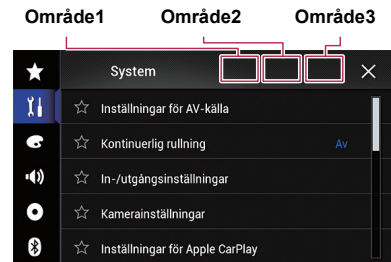 Område1 Område2 Område3
System
Inställningar för AV-källa
Kontinuerlig rullning Av
In-/utgångsinställningar
Kamerainställningar
Inställningar för Apple CarPlay